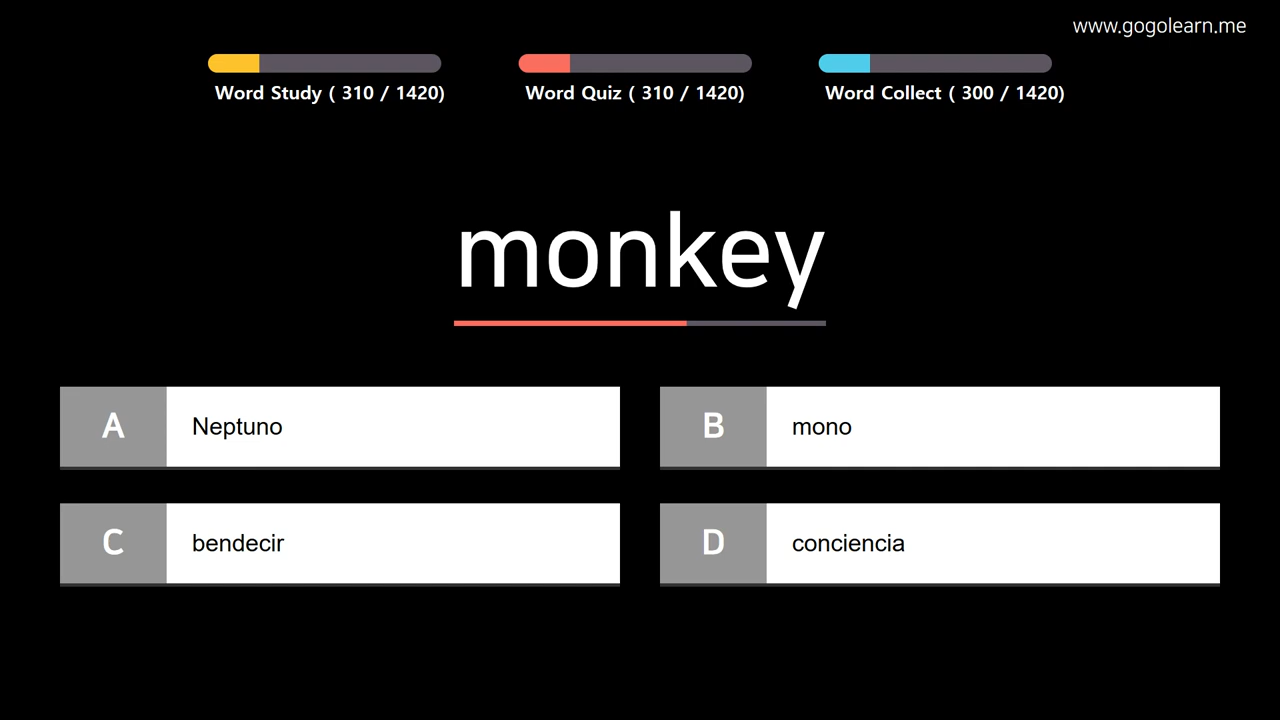 www.gogolearn.me
Word Study ( 310 / 1420)
Word Quiz ( 310 / 1420)
Word Collect ( 300 / 1420)
monkey
A Neptuno
B mono
C bendecir
D conciencia